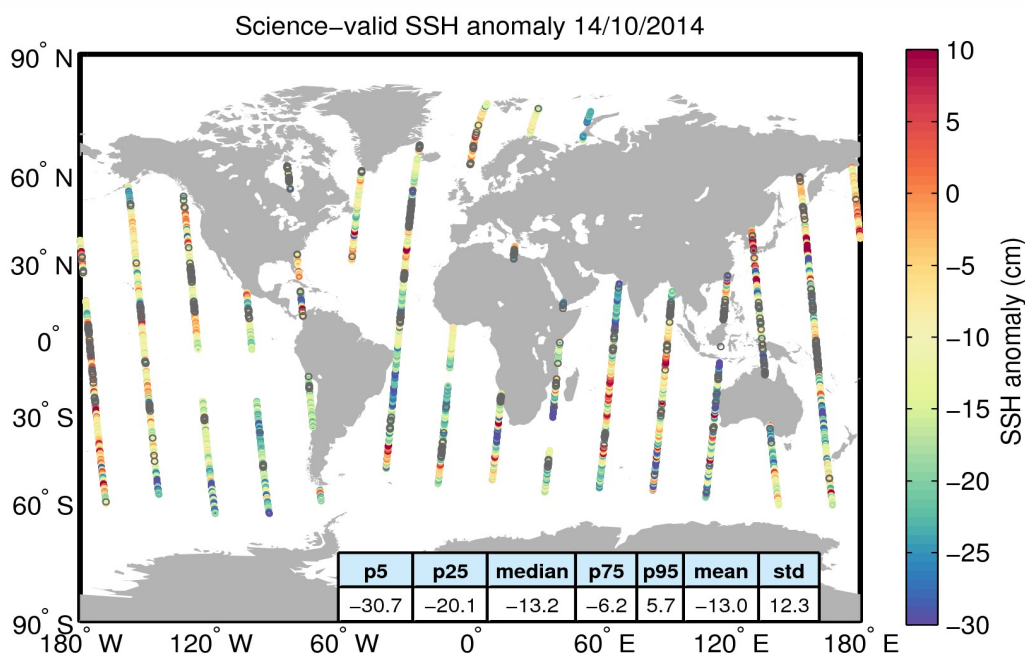 Science−valid SSH anomaly 14/10/2014
90° N
60° N
30° N
0°
30° S
60° S
90° S
180° W
120° W
60° W
0°
60° E
120° E
180° E
p5 p25 median p75 p95 mean std
−30.7 −20.1 −13.2 −6.2 5.7 −13.0 12.3
10
5
0
−5
−10
−15
−20
−25
−30
SSH anomaly (cm)